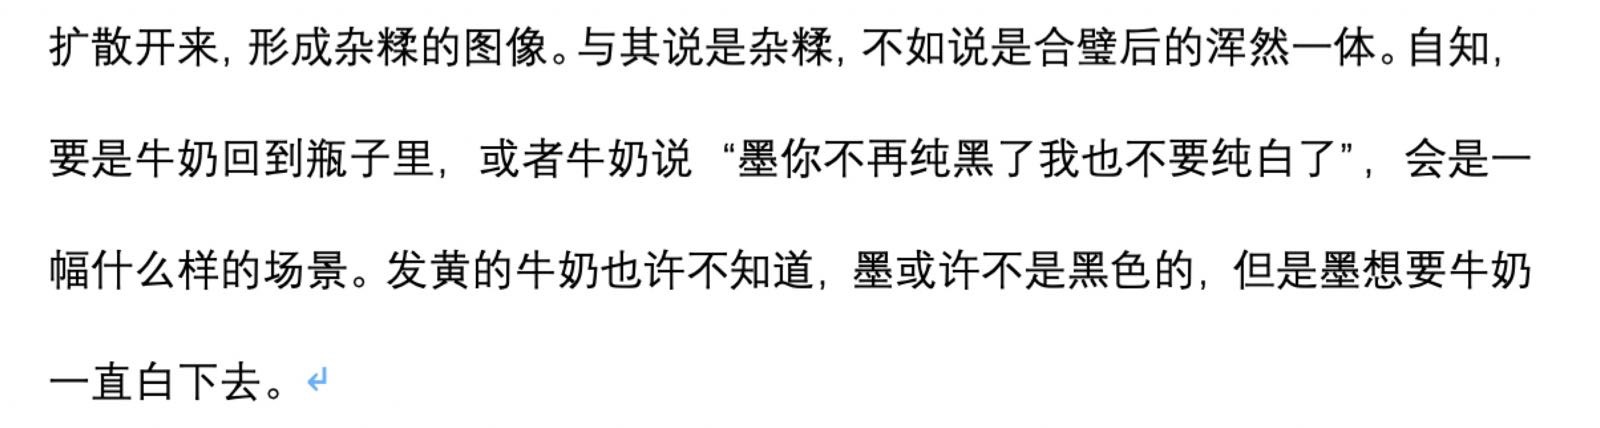 扩散开来，形成杂糅的图像。与其说是杂糅，不如说是合璧后的浑然一体。自知，
要是牛奶回到瓶子里，或者牛奶说“墨你不再纯黑了我也不要纯白了”，会是一
幅什么样的场景。发黄的牛奶也许不知道，墨或许不是黑色的，但是墨想要牛奶
一直白下去。